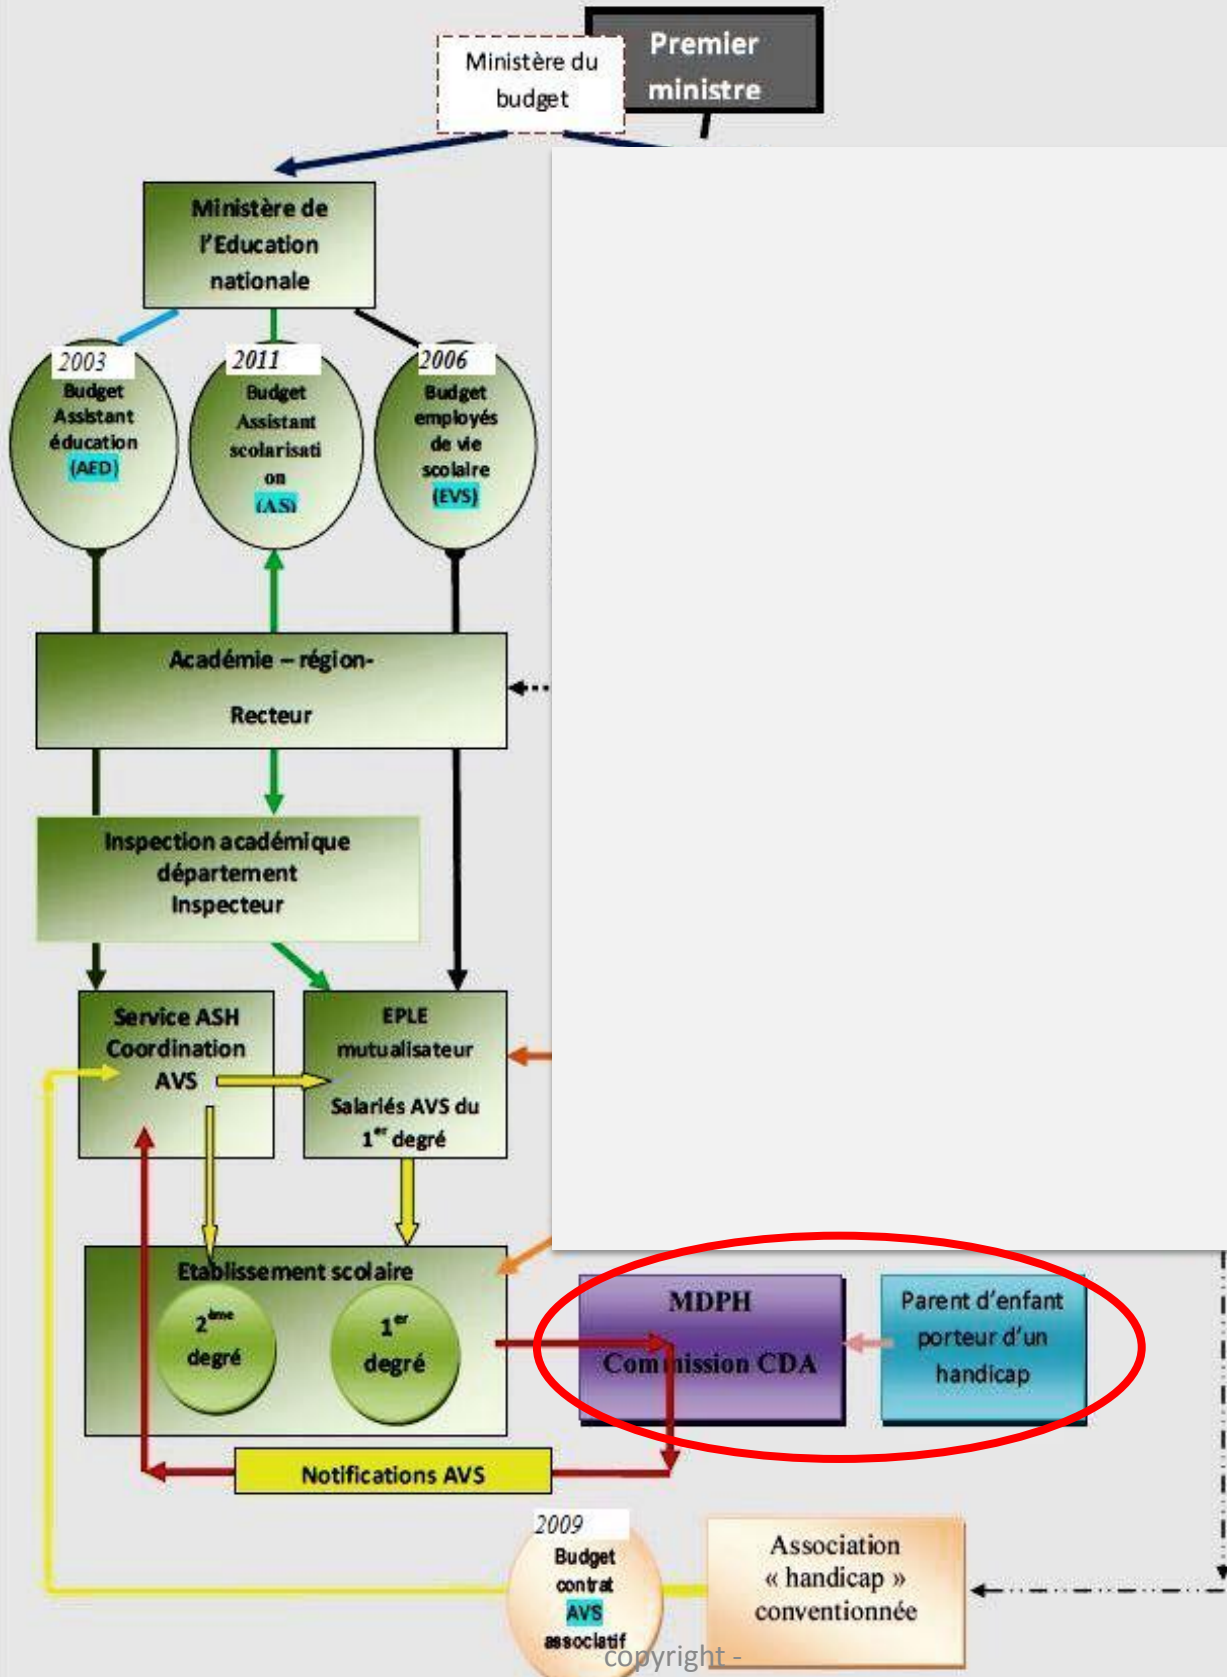 Premier
ministre
Ministère du
budget
Ministère de
l'Education
nationale
2003
Budget
Assistant
éducation
(AED)
2011
Budget
Assistant
scolarisati
on
(AS)
2006
Budget
employés
de vie
scolaire
(EVS)
Académie – région-
Recteur
Inspection académique
département
Inspecteur
Service ASH
Coordination
AVS
EPLE
mutualisateur
Salariés AVS du
1er degré
Etablissement scolaire
2ème
degré
1er
degré
MDPH
Commission CDA
Parent d'enfant
porteur d'un
handicap
Notifications AVS
2009
Budget
contrat
AVS
associatif
Association
« handicap »
conventionnée
copyright -